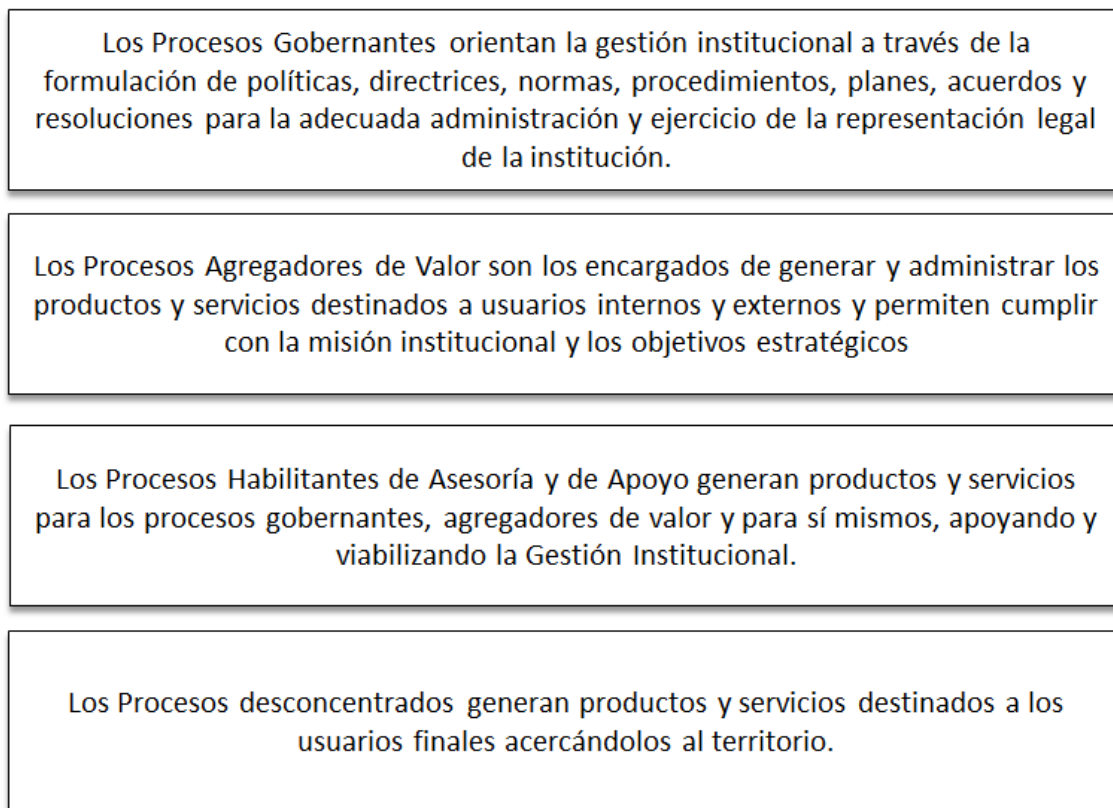 Los Procesos Gobernantes orientan la gestión institucional a través de la
formulación de políticas, directrices, normas, procedimientos, planes, acuerdos y
resoluciones para la adecuada administración y ejercicio de la representación legal
de la institución.
Los Procesos Agregadores de Valor son los encargados de generar y administrar los
productos y servicios destinados a usuarios internos y externos y permiten cumplir
con la misión institucional y los objetivos estratégicos
Los Procesos Habilitantes de Asesoría y de Apoyo generan productos y servicios
para los procesos gobernantes, agregadores de valor y para sí mismos, apoyando y
viabilizando la Gestión Institucional.
Los Procesos desconcentrados generan productos y servicios destinados a los
usuarios finales acercándolos al territorio.